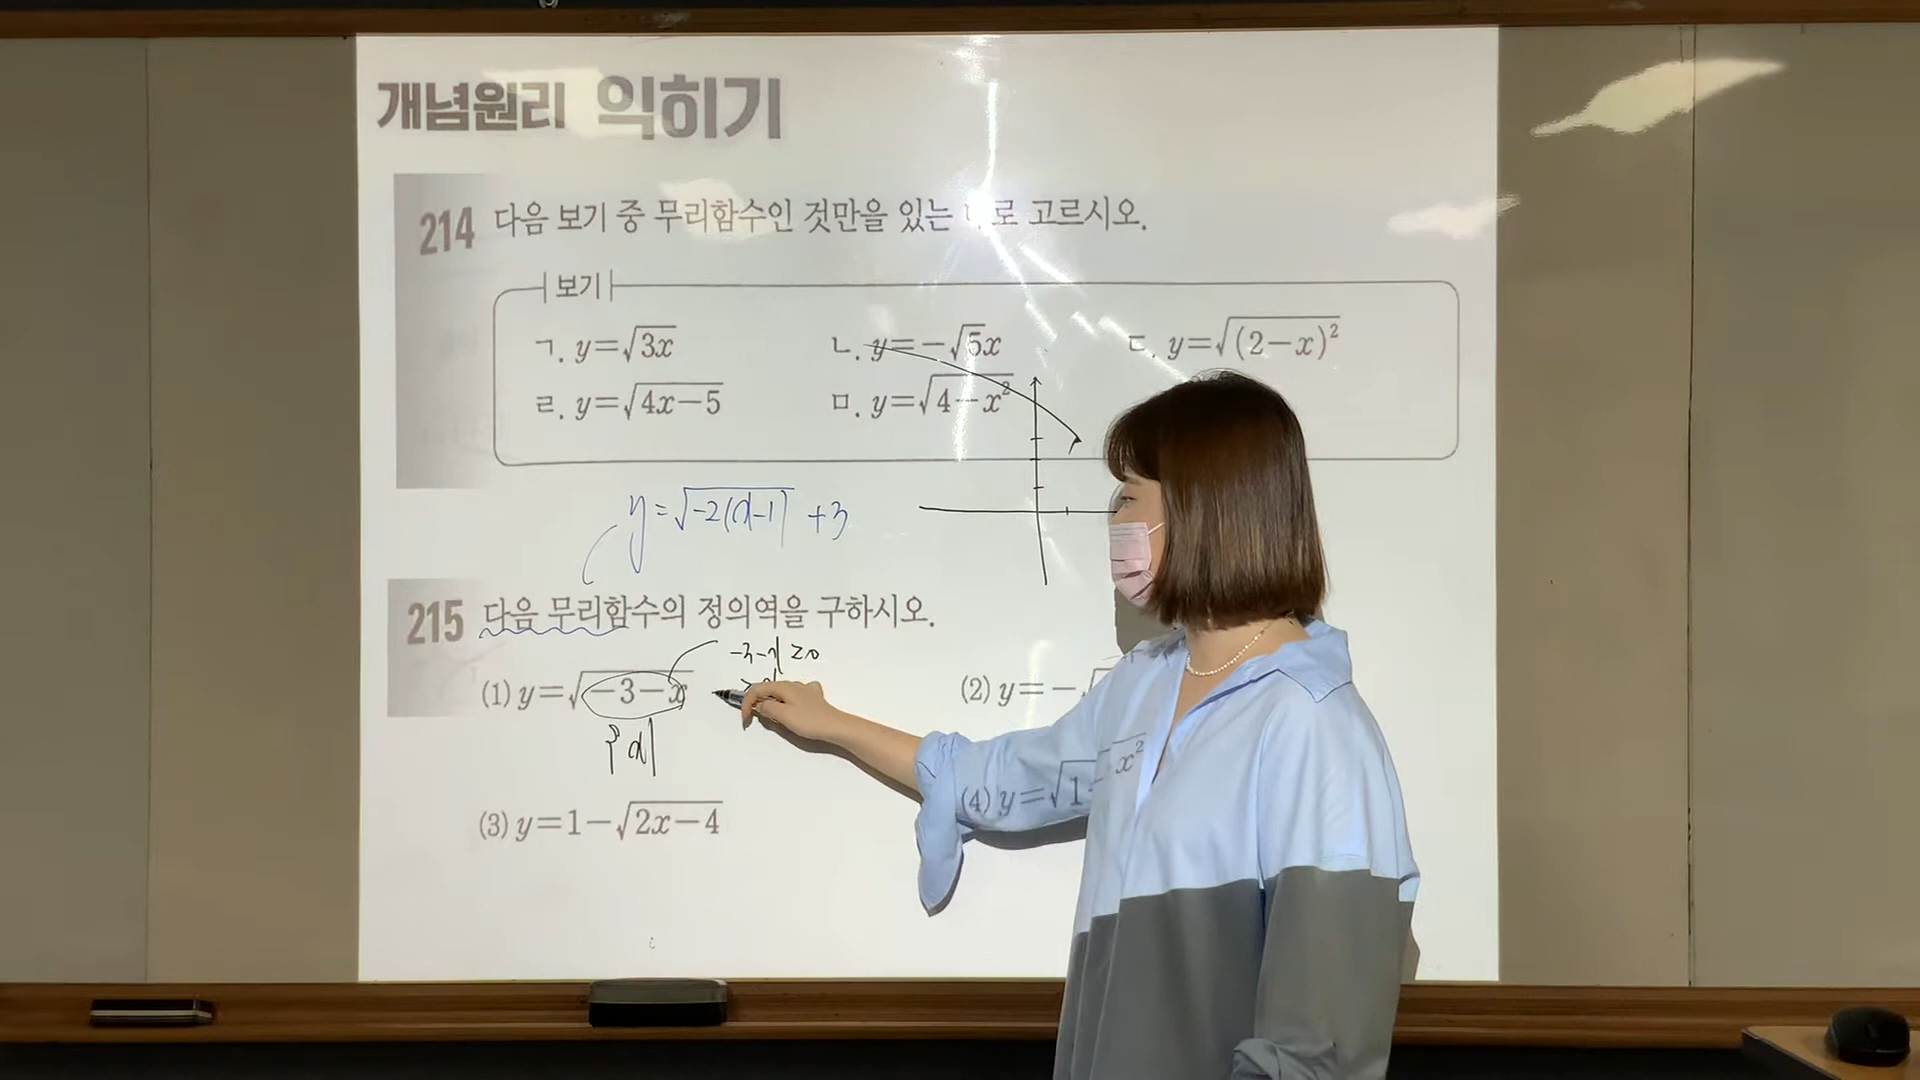 개념원리 익히기
214 다음 보기 중 무리함수인 것만을 있는 로 고르시오.
보기
ㄱ. y=√3x ㄴ. y=-√5x ㄷ. y=√(2-x)²
ㄹ. y=√4x-5 ㅁ. y=√4-x²
y=√-2(x-1) +3
215 다음 무리함수의 정의역을 구하시오.
-3-x≥0
(1) y=√-3-x (2) y=-√
{x|
(3) y=1-√2x-4 (4) y=√1-x²